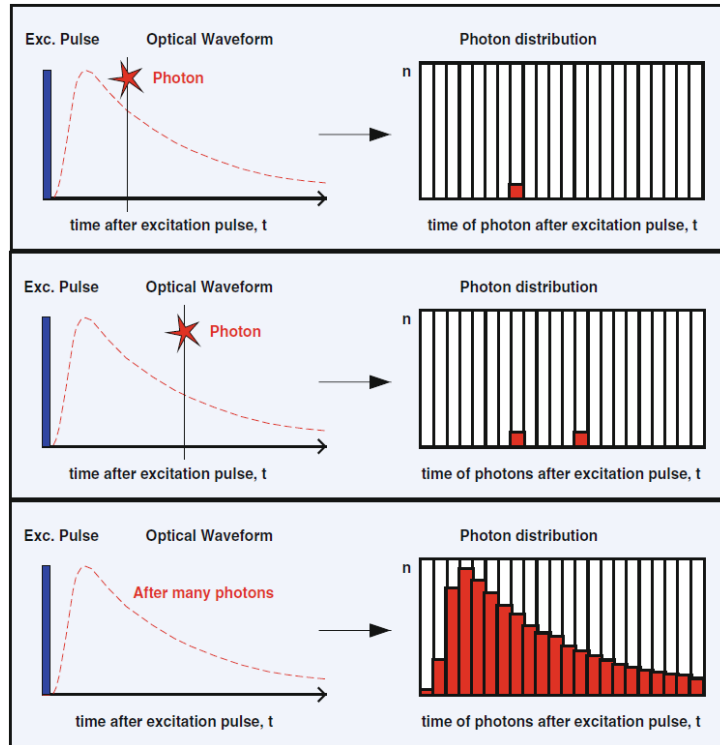 Exc. Pulse Optical Waveform Photon distribution
Photon
n
time after excitation pulse, t time of photon after excitation pulse, t
Exc. Pulse Optical Waveform Photon distribution
Photon
n
time after excitation pulse, t time of photons after excitation pulse, t
Exc. Pulse Optical Waveform Photon distribution
After many photons
n
time after excitation pulse, t time of photons after excitation pulse, t